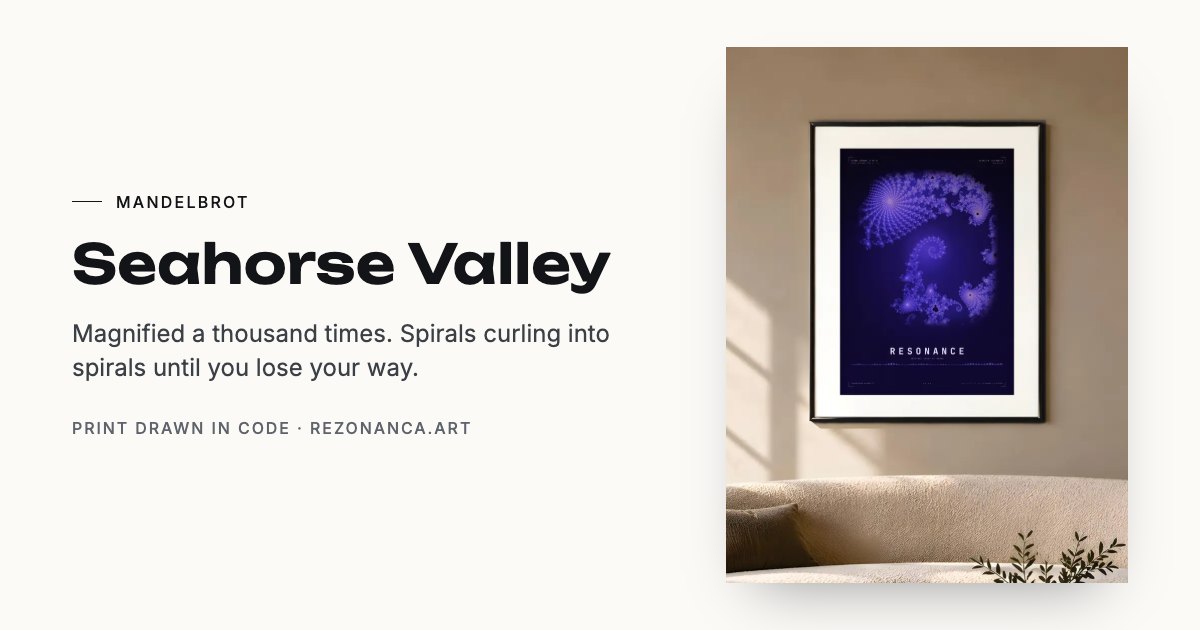 MANDELBROT
Seahorse Valley
Magnified a thousand times. Spirals curling into
spirals until you lose your way.
PRINT DRAWN IN CODE · REZONANCA.ART
RESONANCE